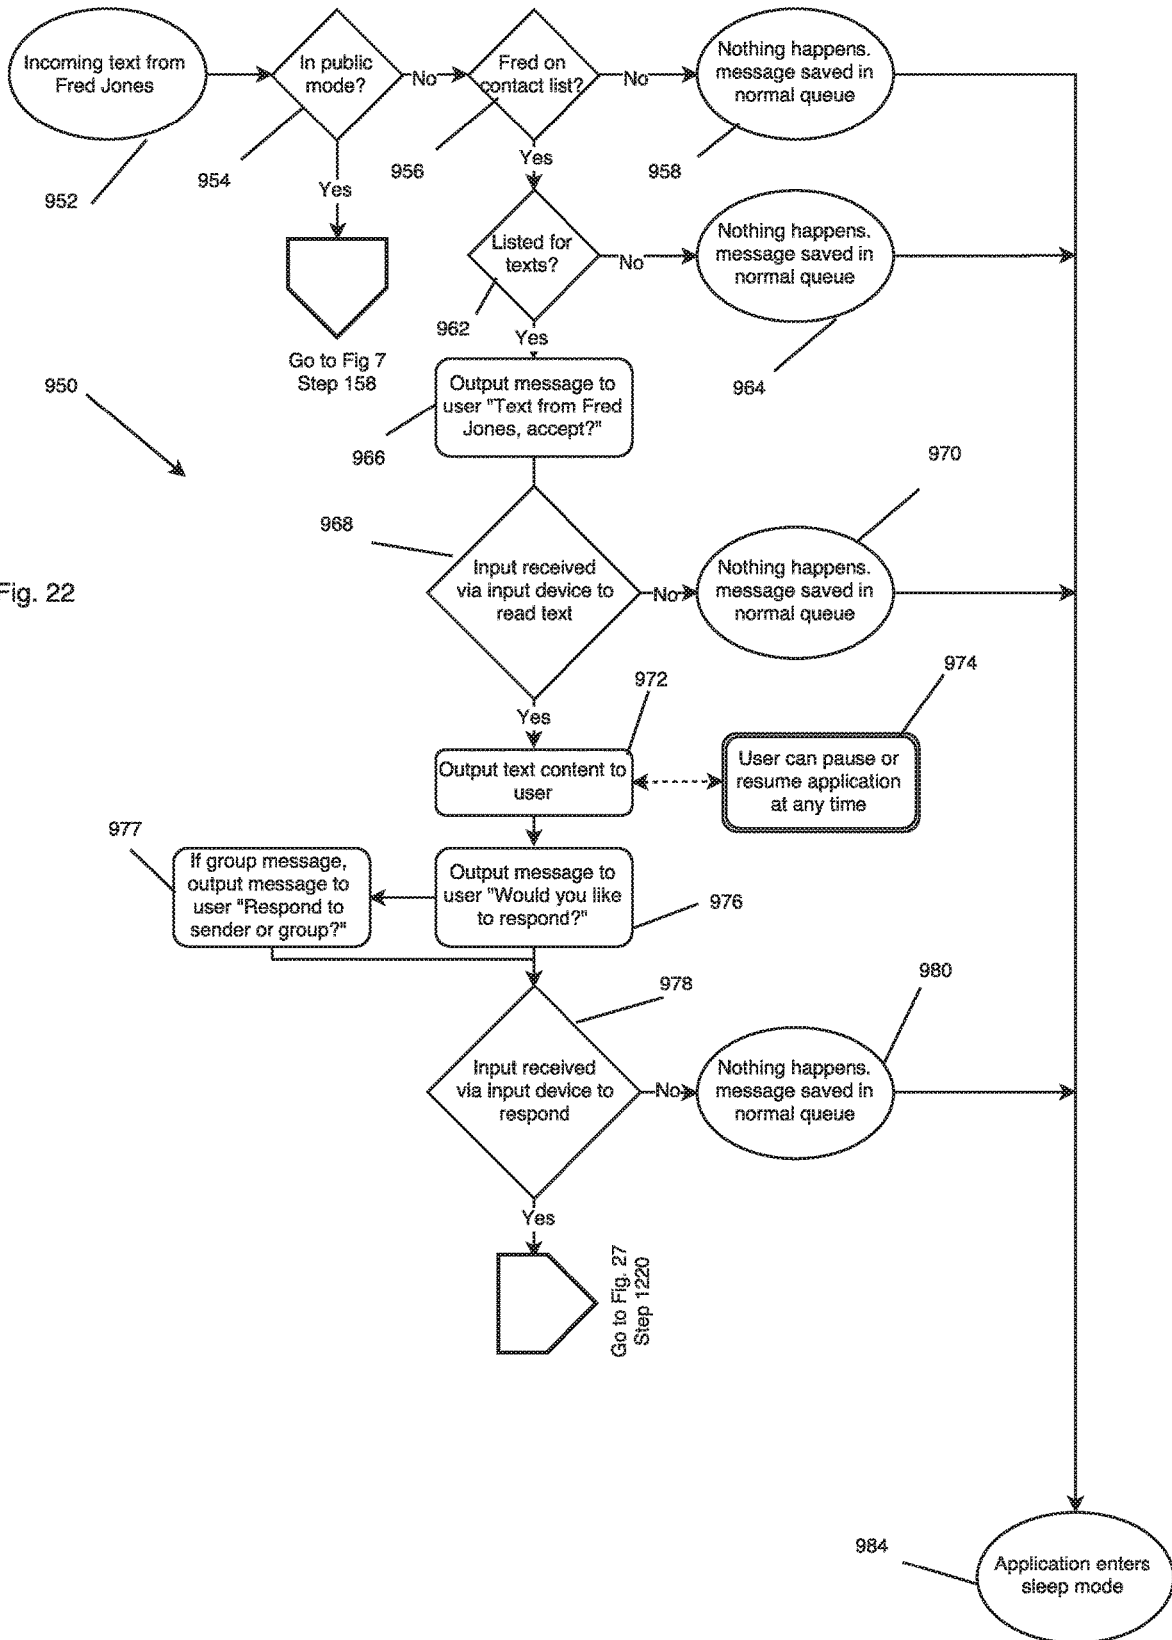 Incoming text from
Fred Jones
In public
mode?
No
Fred on
contact list?
No
Nothing happens.
message saved in
normal queue
952
954
Yes
956
Yes
958
Listed for
texts?
No
Nothing happens.
message saved in
normal queue
962
Yes
964
Go to Fig 7
Step 158
950
Output message to
user "Text from Fred
Jones, accept?"
966
970
968
Input received
via input device to
read text
No
Nothing happens.
message saved in
normal queue
Fig. 22
Yes
972
974
Output text content to
user
User can pause or
resume application
at any time
977
If group message,
output message to
user "Respond to
sender or group?"
Output message to
user "Would you like
to respond?"
976
978
980
Input received
via input device to
respond
No
Nothing happens.
message saved in
normal queue
Yes
Go to Fig. 27
Step 1220
984
Application enters
sleep mode